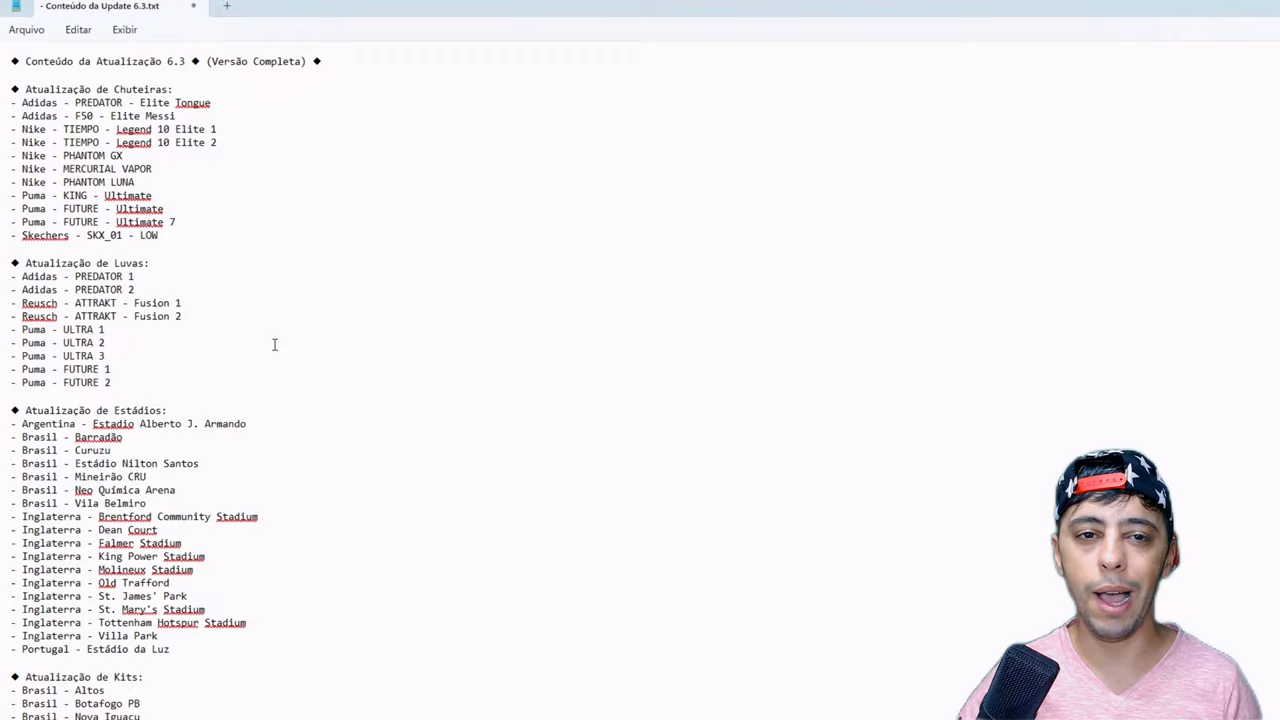 - Conteúdo da Update 6.3.txt
Arquivo Editar Exibir
◆ Conteúdo da Atualização 6.3 ◆ (Versão Completa) ◆
◆ Atualização de Chuteiras:
- Adidas - PREDATOR - Elite Tongue
- Adidas - F50 - Elite Messi
- Nike - TIEMPO - Legend 10 Elite 1
- Nike - TIEMPO - Legend 10 Elite 2
- Nike - PHANTOM GX
- Nike - MERCURIAL VAPOR
- Nike - PHANTOM LUNA
- Puma - KING - Ultimate
- Puma - FUTURE - Ultimate
- Puma - FUTURE - Ultimate 7
- Skechers - SKX_01 - LOW
◆ Atualização de Luvas:
- Adidas - PREDATOR 1
- Adidas - PREDATOR 2
- Reusch - ATTRAKT - Fusion 1
- Reusch - ATTRAKT - Fusion 2
- Puma - ULTRA 1
- Puma - ULTRA 2
- Puma - ULTRA 3
- Puma - FUTURE 1
- Puma - FUTURE 2
◆ Atualização de Estádios:
- Argentina - Estadio Alberto J. Armando
- Brasil - Barradão
- Brasil - Curuzu
- Brasil - Estádio Nilton Santos
- Brasil - Mineirão CRU
- Brasil - Neo Química Arena
- Brasil - Vila Belmiro
- Inglaterra - Brentford Community Stadium
- Inglaterra - Dean Court
- Inglaterra - Falmer Stadium
- Inglaterra - King Power Stadium
- Inglaterra - Molineux Stadium
- Inglaterra - Old Trafford
- Inglaterra - St. James' Park
- Inglaterra - St. Mary's Stadium
- Inglaterra - Tottenham Hotspur Stadium
- Inglaterra - Villa Park
- Portugal - Estádio da Luz
◆ Atualização de Kits:
- Brasil - Altos
- Brasil - Botafogo PB
- Brasil - Nova Iguaçu